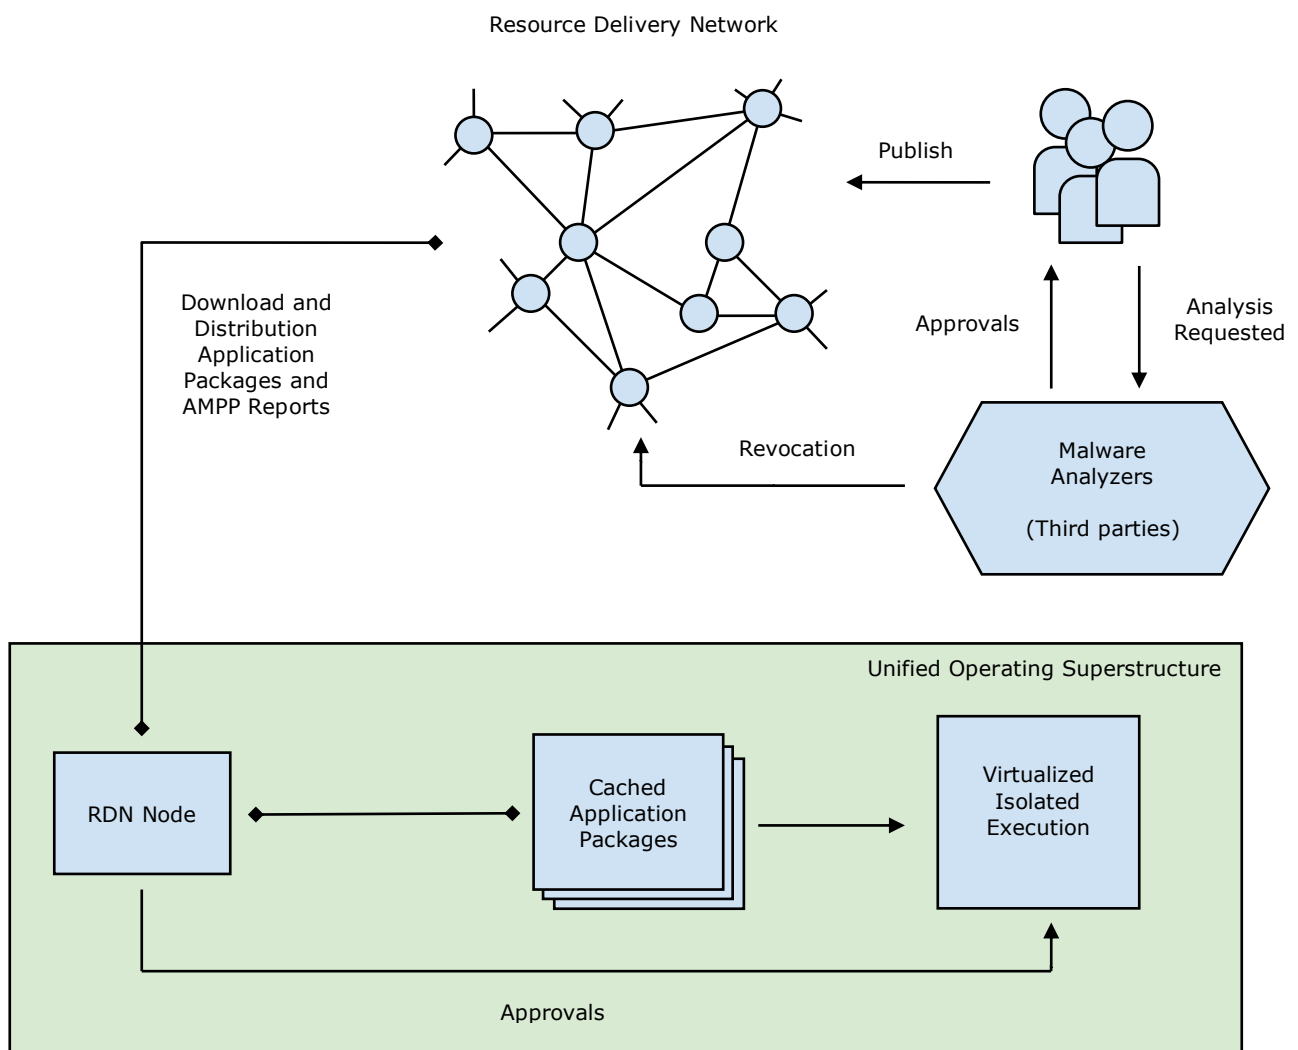 Resource Delivery Network
Publish
Download and
Distribution
Application
Packages and
AMPP Reports
Approvals
Analysis
Requested
Revocation
Malware
Analyzers
(Third parties)
Unified Operating Superstructure
RDN Node
Cached
Application
Packages
Virtualized
Isolated
Execution
Approvals